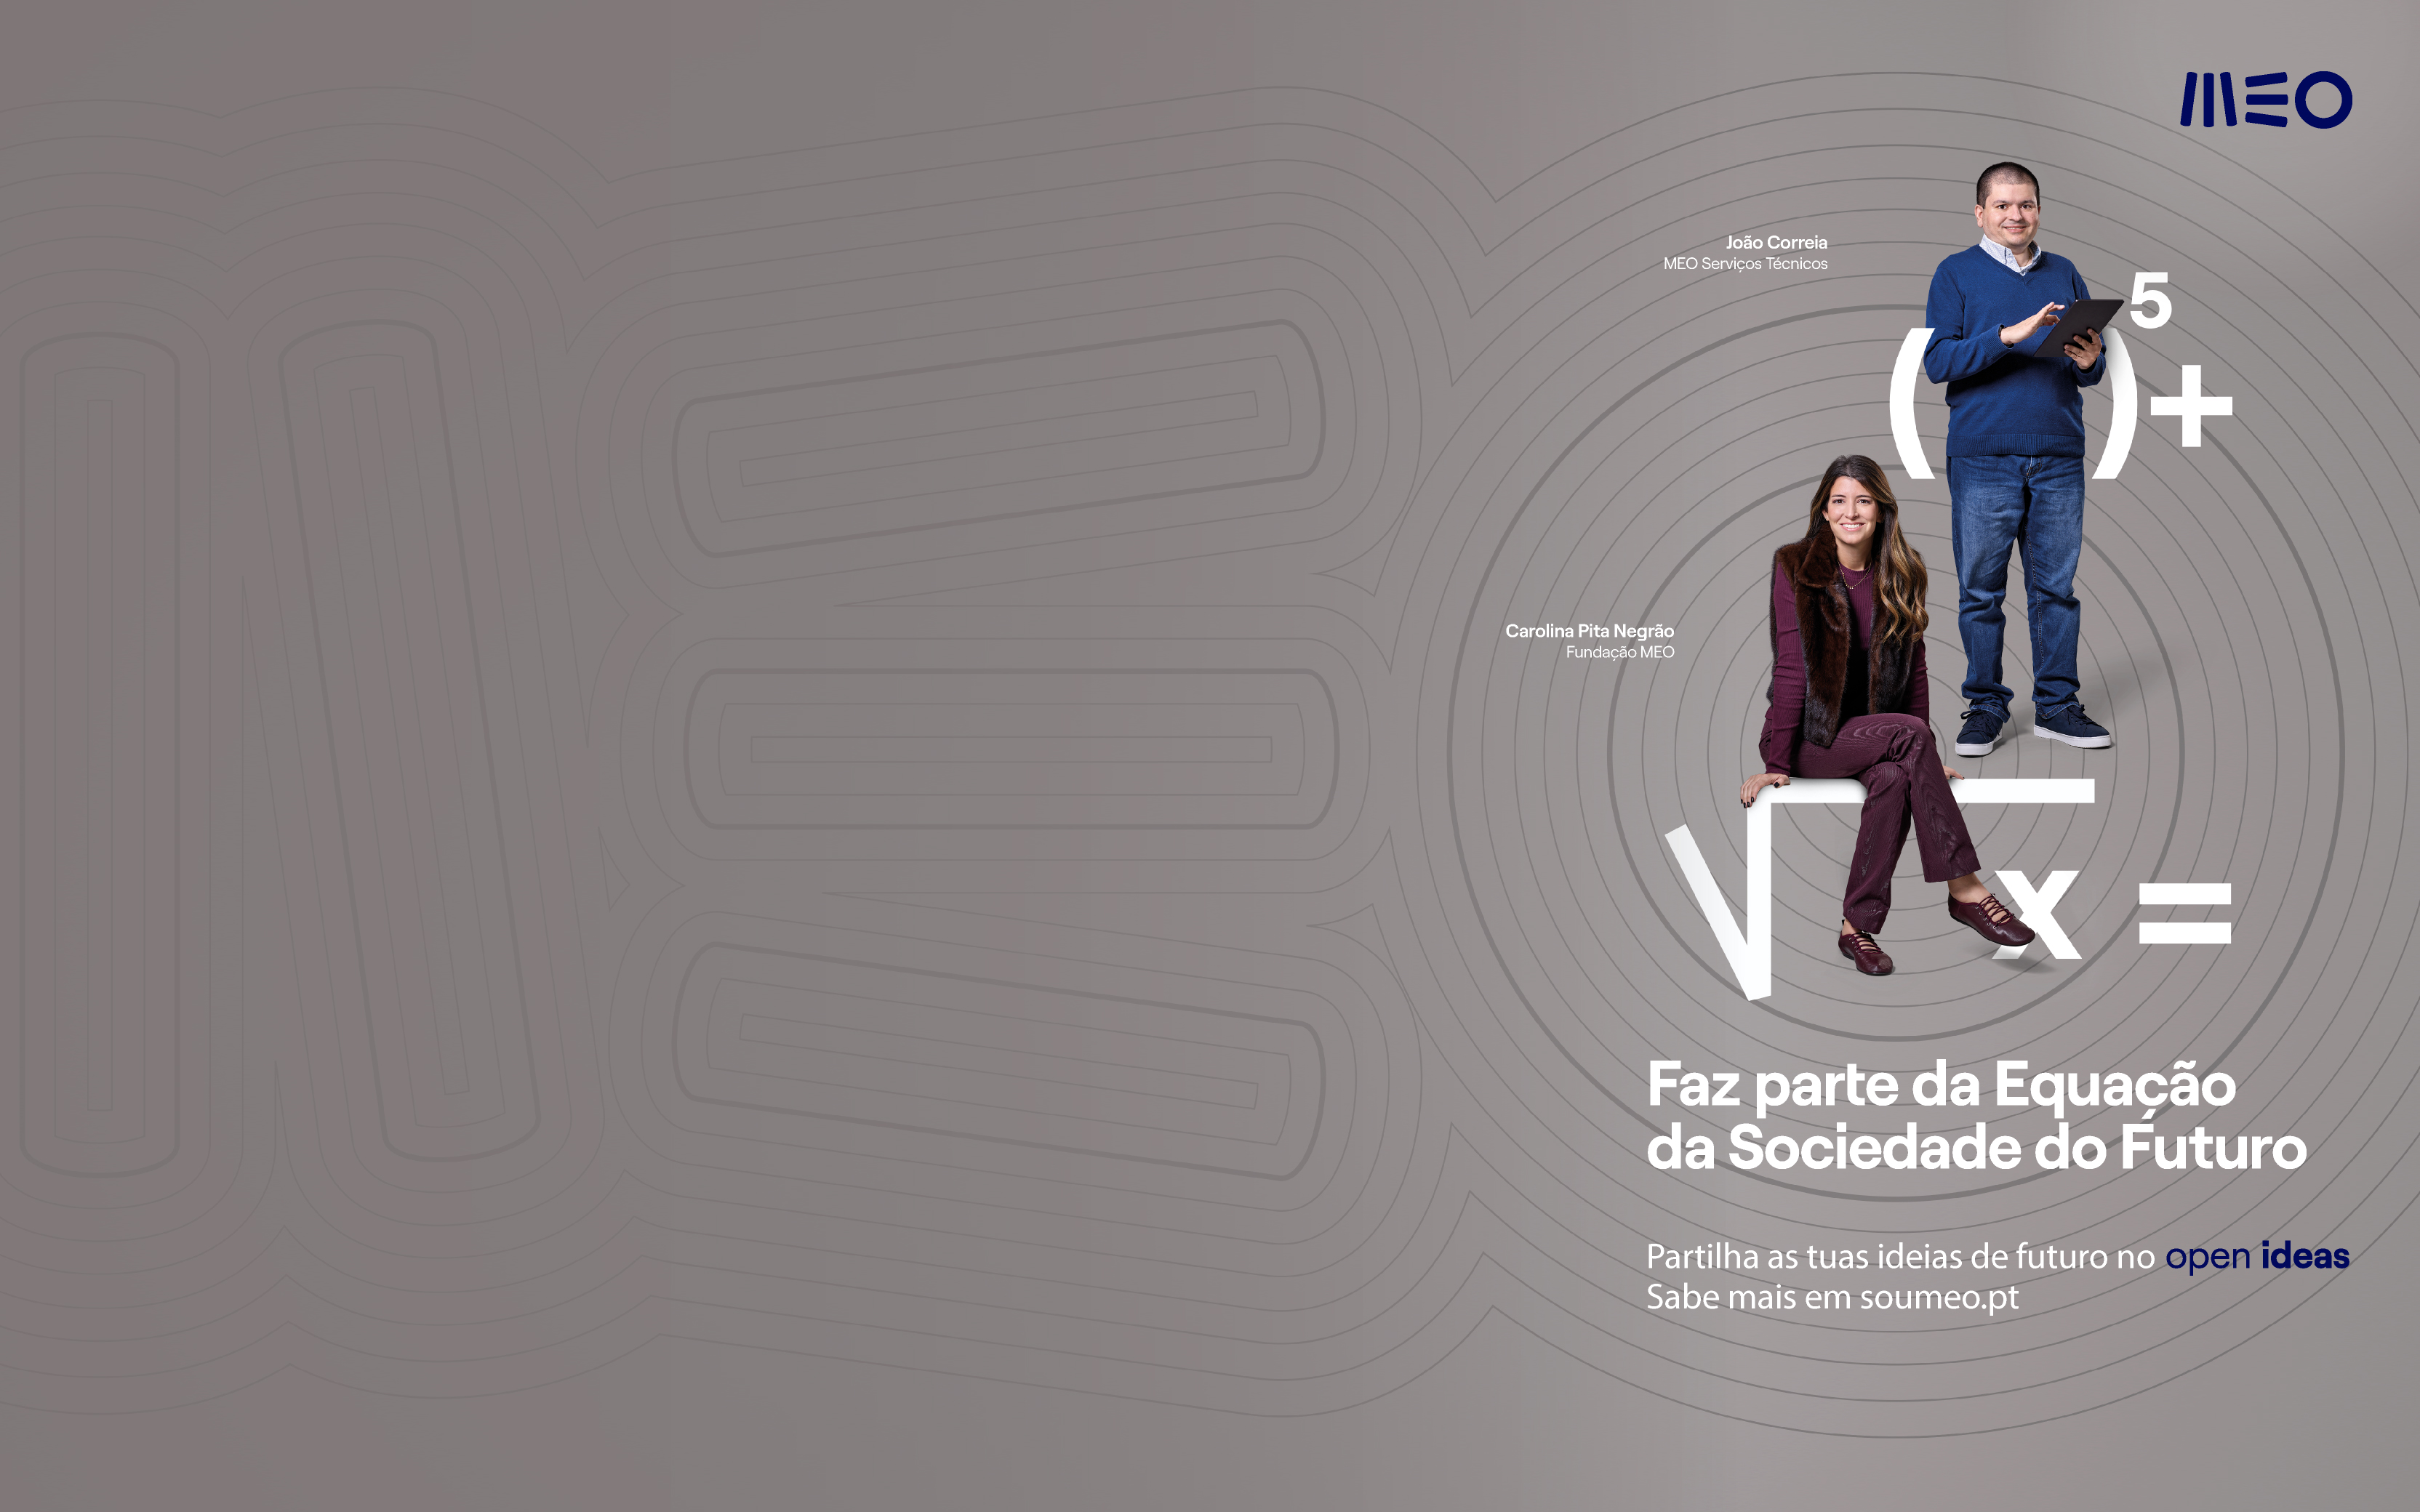 MEO
João Correia
MEO Serviços Técnicos
( )5+
Carolina Pita Negrão
Fundação MEO
√x =
Faz parte da Equação
da Sociedade do Futuro
Partilha as tuas ideias de futuro no open ideas
Sabe mais em soumeo.pt